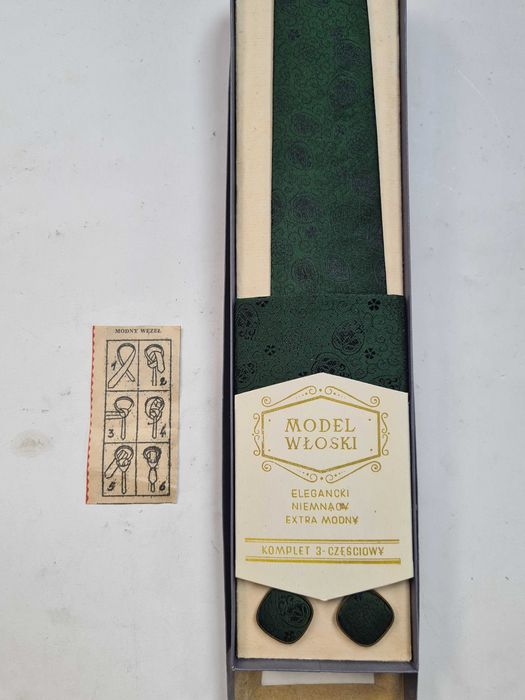 MODNY WĘZEŁ
1
2
3
4
5
6
MODEL
WŁOSKI
ELEGANCKI
NIEMNĄCY
EXTRA MODNY
KOMPLET 3-CZĘŚCIOWY